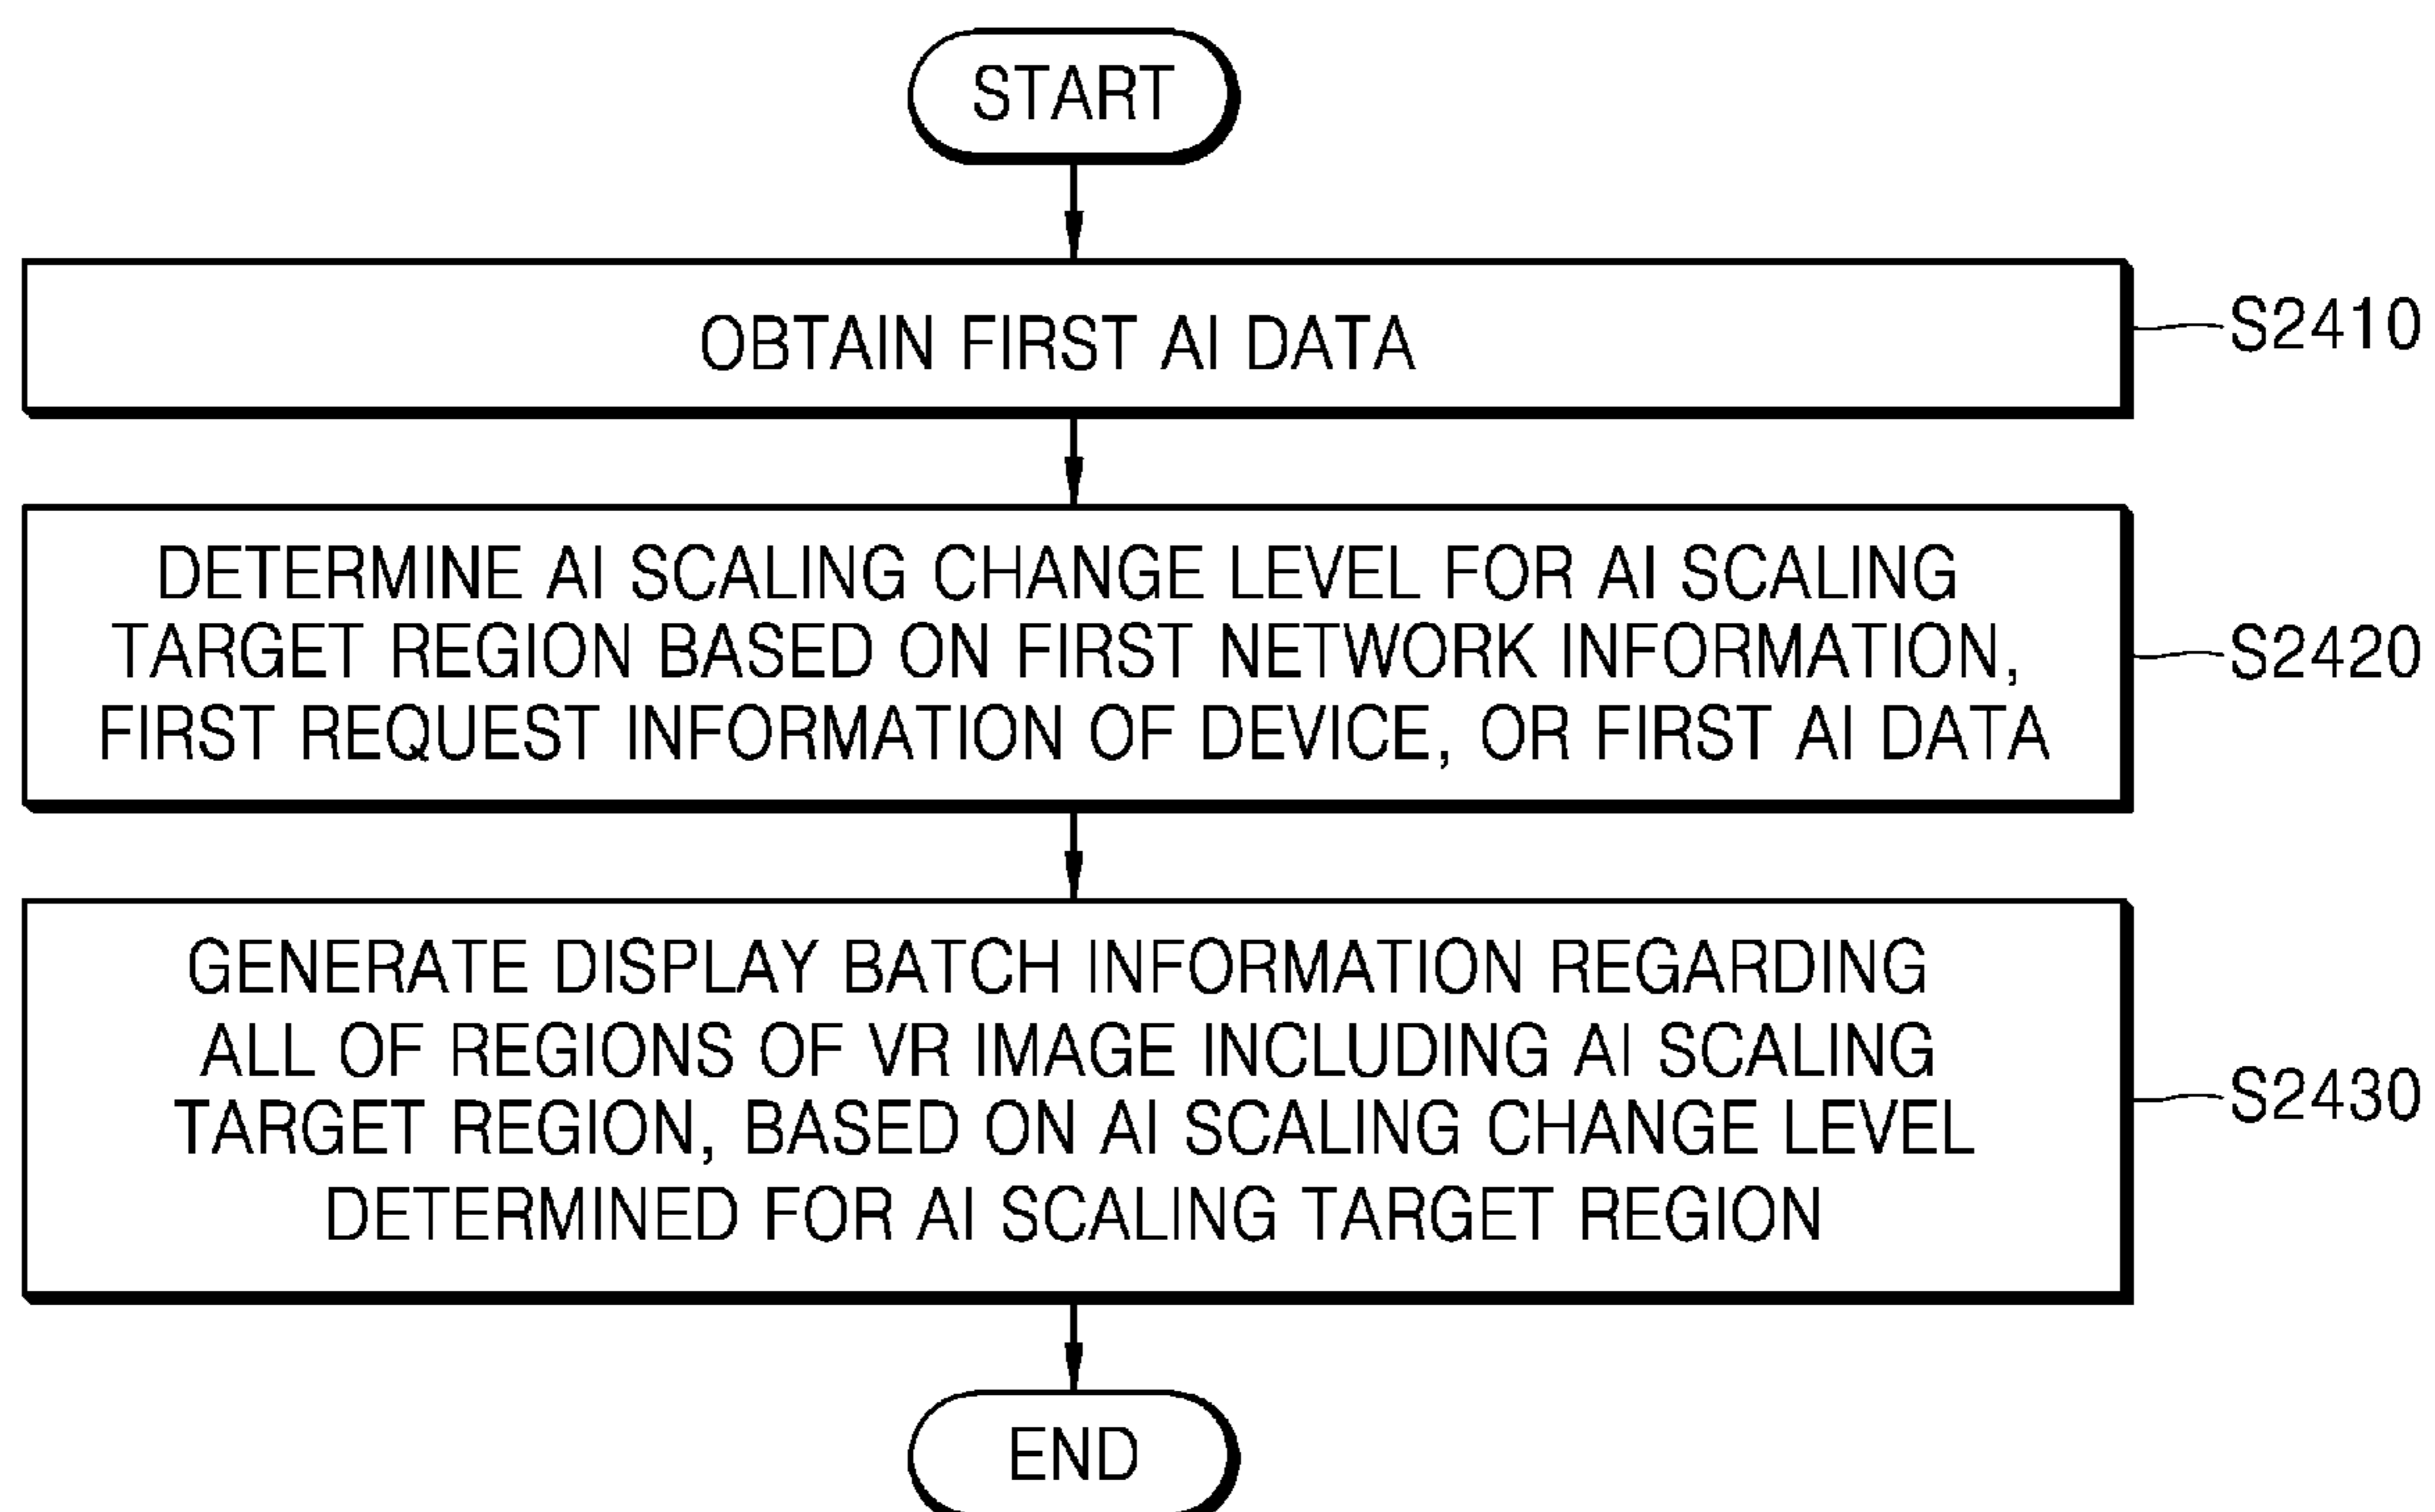 START
OBTAIN FIRST AI DATA
S2410
DETERMINE AI SCALING CHANGE LEVEL FOR AI SCALING
TARGET REGION BASED ON FIRST NETWORK INFORMATION,
FIRST REQUEST INFORMATION OF DEVICE, OR FIRST AI DATA
S2420
GENERATE DISPLAY BATCH INFORMATION REGARDING
ALL OF REGIONS OF VR IMAGE INCLUDING AI SCALING
TARGET REGION, BASED ON AI SCALING CHANGE LEVEL
DETERMINED FOR AI SCALING TARGET REGION
S2430
END